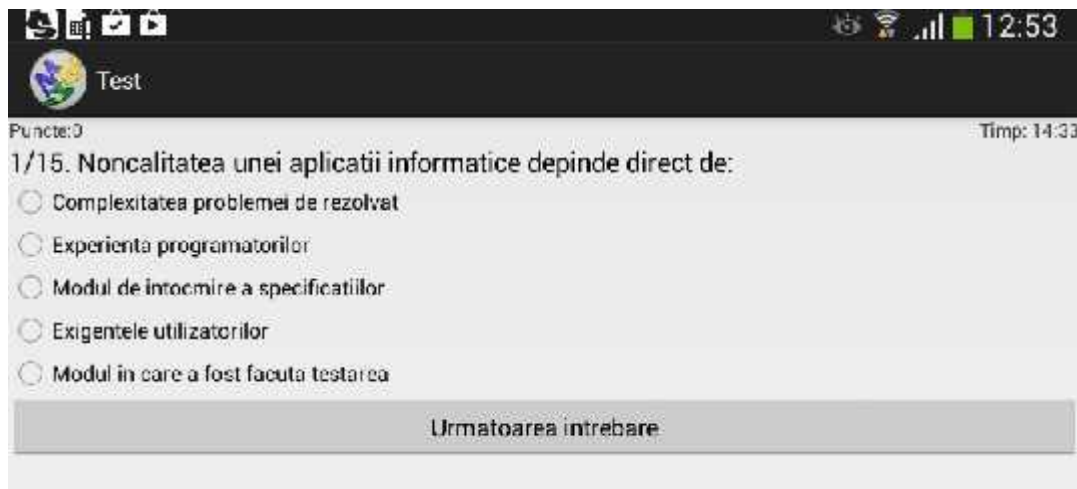 12:53
Test
Puncte:0 Timp: 14:33
1/15. Noncalitatea unei aplicatii informatice depinde direct de:
Complexitatea problemei de rezolvat
Experienta programatorilor
Modul de intocmire a specificatiilor
Exigentele utilizatorilor
Modul in care a fost facuta testarea
Urmatoarea intrebare